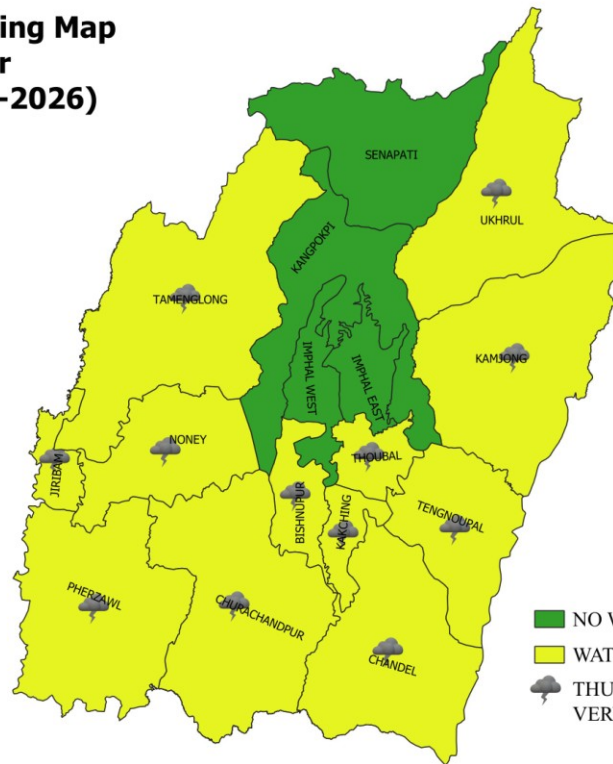 ing Map
r
-2026)
SENAPATI
UKHRUL
KANGPOKPI
TAMENGLONG
KAMJONG
IMPHAL WEST
IMPHAL EAST
NONEY
THOUBAL
JIRIBAM
BISHNUPUR
KAKCHING
TENGNOUPAL
PHERZAWL
CHURACHANDPUR
CHANDEL
NO W
WAT
THU
VER